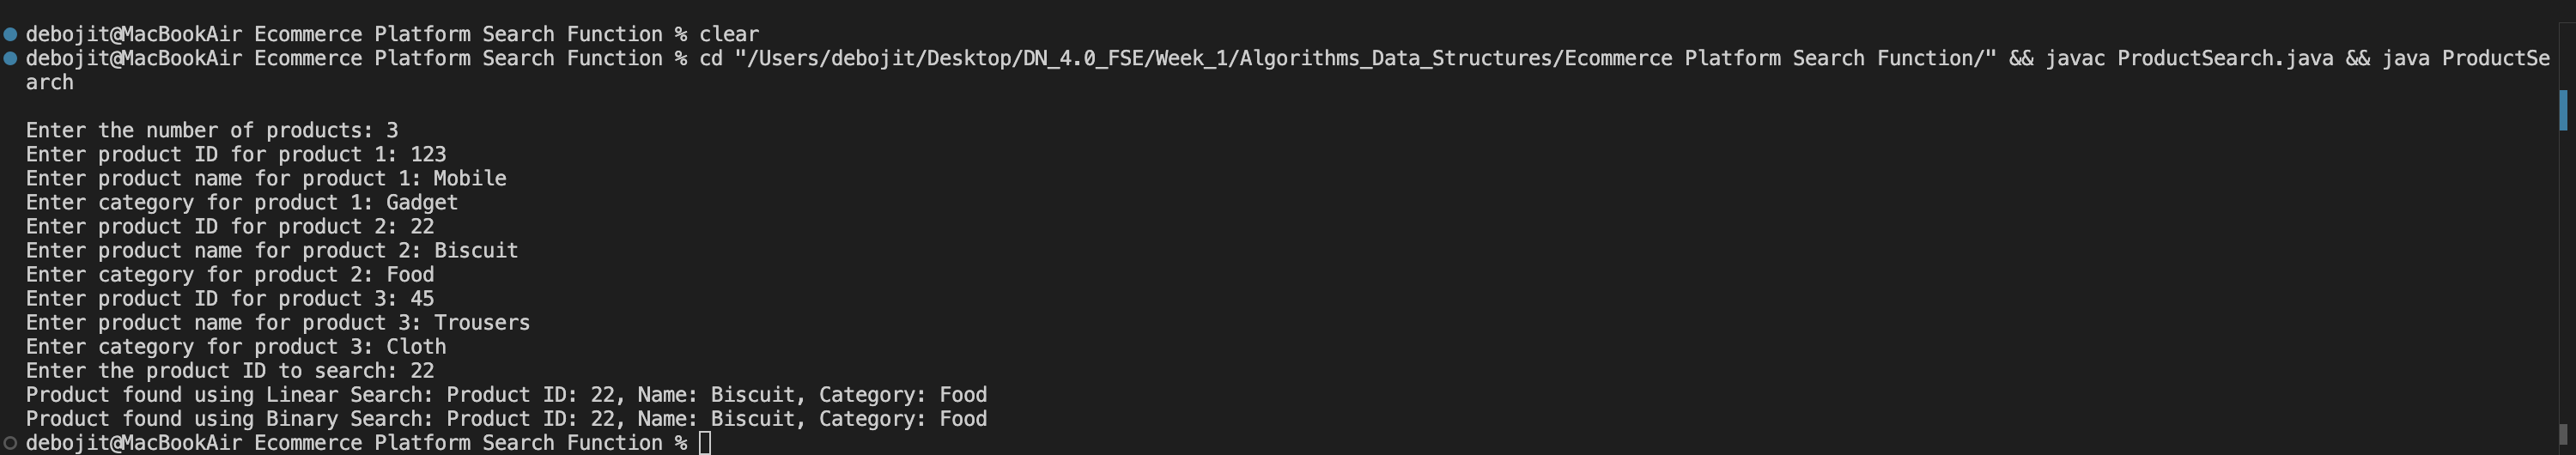 debojit@MacBookAir Ecommerce Platform Search Function % clear
debojit@MacBookAir Ecommerce Platform Search Function % cd "/Users/debojit/Desktop/DN_4.0_FSE/Week_1/Algorithms_Data_Structures/Ecommerce Platform Search Function/" && javac ProductSearch.java && java ProductSe
arch
Enter the number of products: 3
Enter product ID for product 1: 123
Enter product name for product 1: Mobile
Enter category for product 1: Gadget
Enter product ID for product 2: 22
Enter product name for product 2: Biscuit
Enter category for product 2: Food
Enter product ID for product 3: 45
Enter product name for product 3: Trousers
Enter category for product 3: Cloth
Enter the product ID to search: 22
Product found using Linear Search: Product ID: 22, Name: Biscuit, Category: Food
Product found using Binary Search: Product ID: 22, Name: Biscuit, Category: Food
debojit@MacBookAir Ecommerce Platform Search Function %